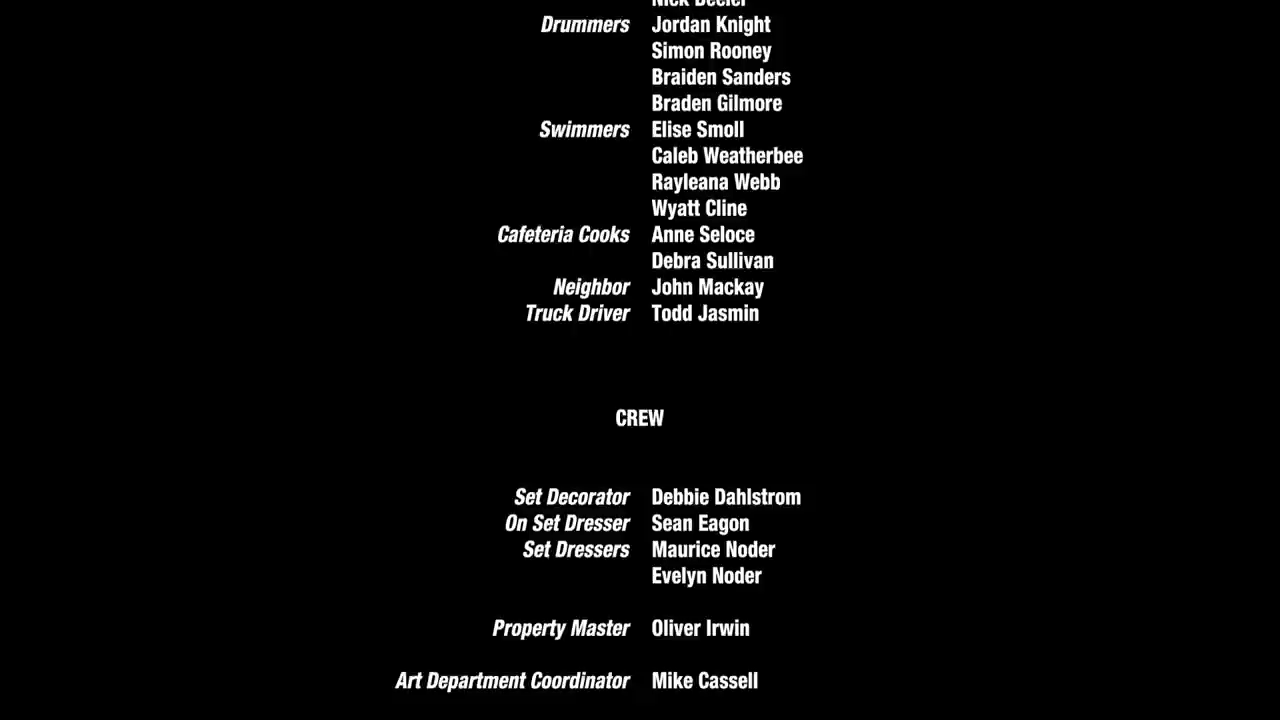 Drummers Jordan Knight
Simon Rooney
Braiden Sanders
Braden Gilmore
Swimmers Elise Smoll
Caleb Weatherbee
Rayleana Webb
Wyatt Cline
Cafeteria Cooks Anne Seloce
Debra Sullivan
Neighbor John Mackay
Truck Driver Todd Jasmin
CREW
Set Decorator Debbie Dahlstrom
On Set Dresser Sean Eagon
Set Dressers Maurice Noder
Evelyn Noder
Property Master Oliver Irwin
Art Department Coordinator Mike Cassell